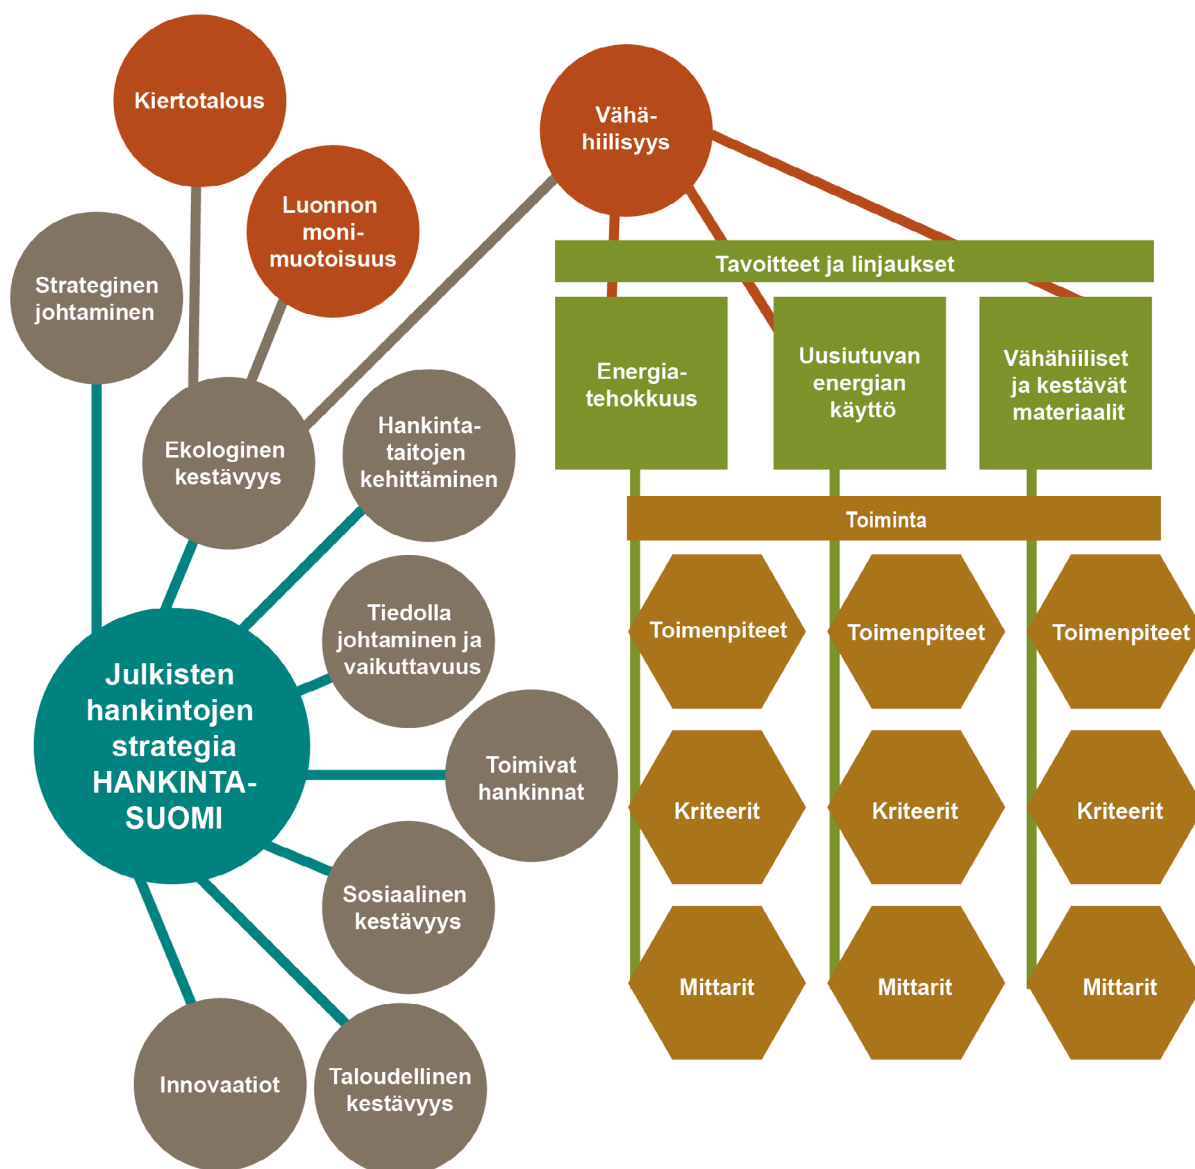 Kiertotalous
Vähä-
hiilisyys
Luonnon
moni-
muotoisuus
Strateginen
johtaminen
Tavoitteet ja linjaukset
Energia-
tehokkuus
Uusiutuvan
energian
käyttö
Vähähiiliset
ja kestävät
materiaalit
Ekologinen
kestävyys
Hankinta-
taitojen
kehittäminen
Toiminta
Tiedolla
johtaminen ja
vaikuttavuus
Toimenpiteet
Toimenpiteet
Toimenpiteet
Julkisten
hankintojen
strategia
HANKINTA-
SUOMI
Toimivat
hankinnat
Kriteerit
Kriteerit
Kriteerit
Sosiaalinen
kestävyys
Mittarit
Mittarit
Mittarit
Innovaatiot
Taloudellinen
kestävyys